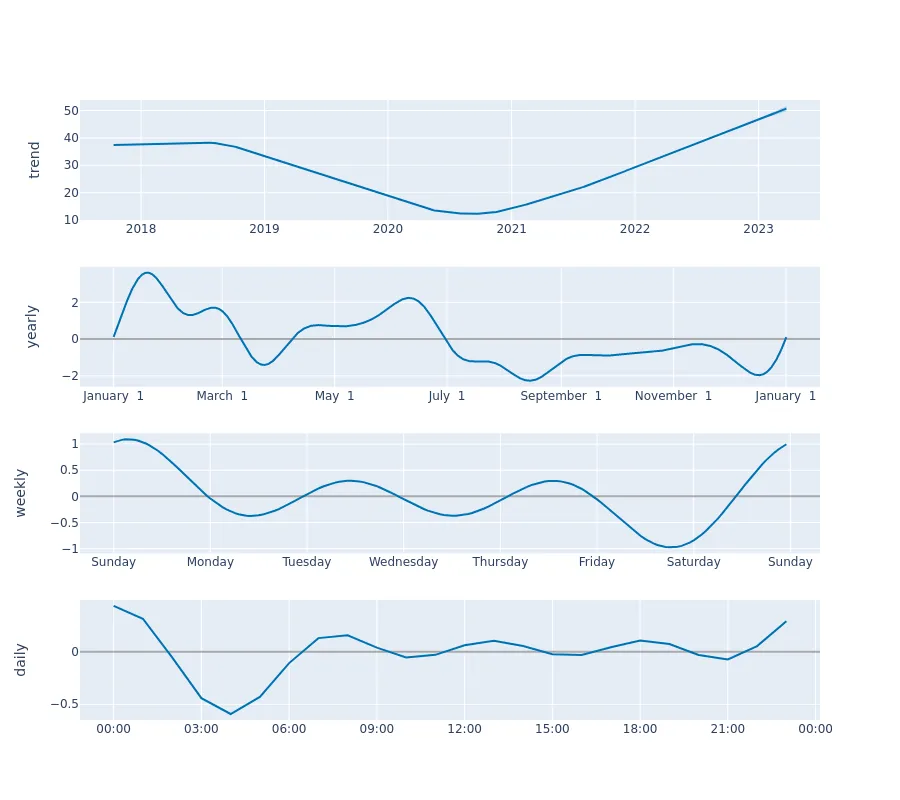 trend
50
40
30
20
10
2018 2019 2020 2021 2022 2023
yearly
2
0
−2
January 1 March 1 May 1 July 1 September 1 November 1 January 1
weekly
1
0.5
0
−0.5
−1
Sunday Monday Tuesday Wednesday Thursday Friday Saturday Sunday
daily
0
−0.5
00:00 03:00 06:00 09:00 12:00 15:00 18:00 21:00 00:00